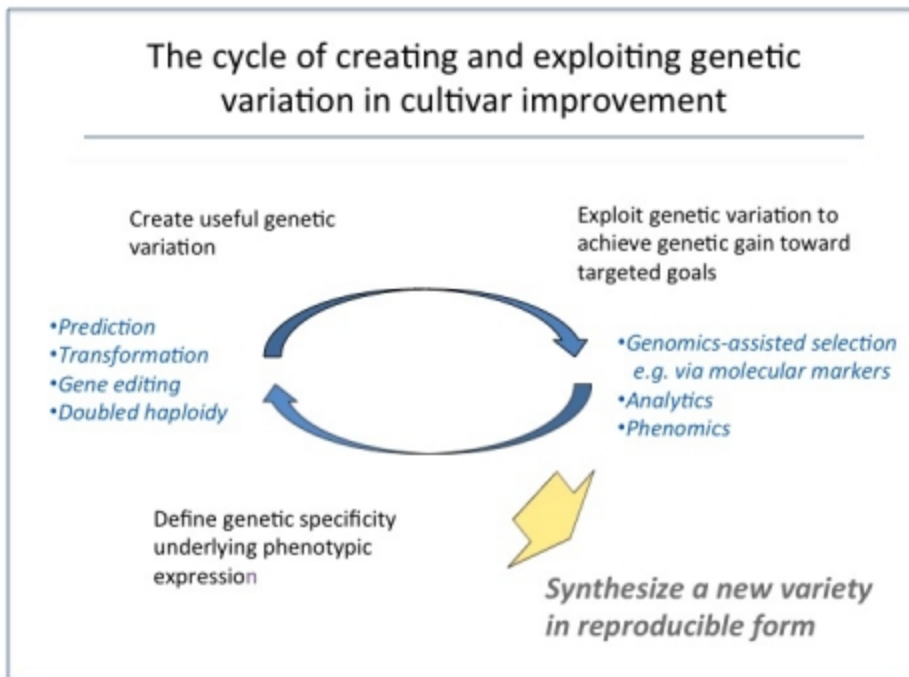 The cycle of creating and exploiting genetic
variation in cultivar improvement
Create useful genetic
variation
•Prediction
•Transformation
•Gene editing
•Doubled haploidy
Exploit genetic variation to
achieve genetic gain toward
targeted goals
•Genomics-assisted selection
e.g. via molecular markers
•Analytics
•Phenomics
Define genetic specificity
underlying phenotypic
expression
Synthesize a new variety
in reproducible form